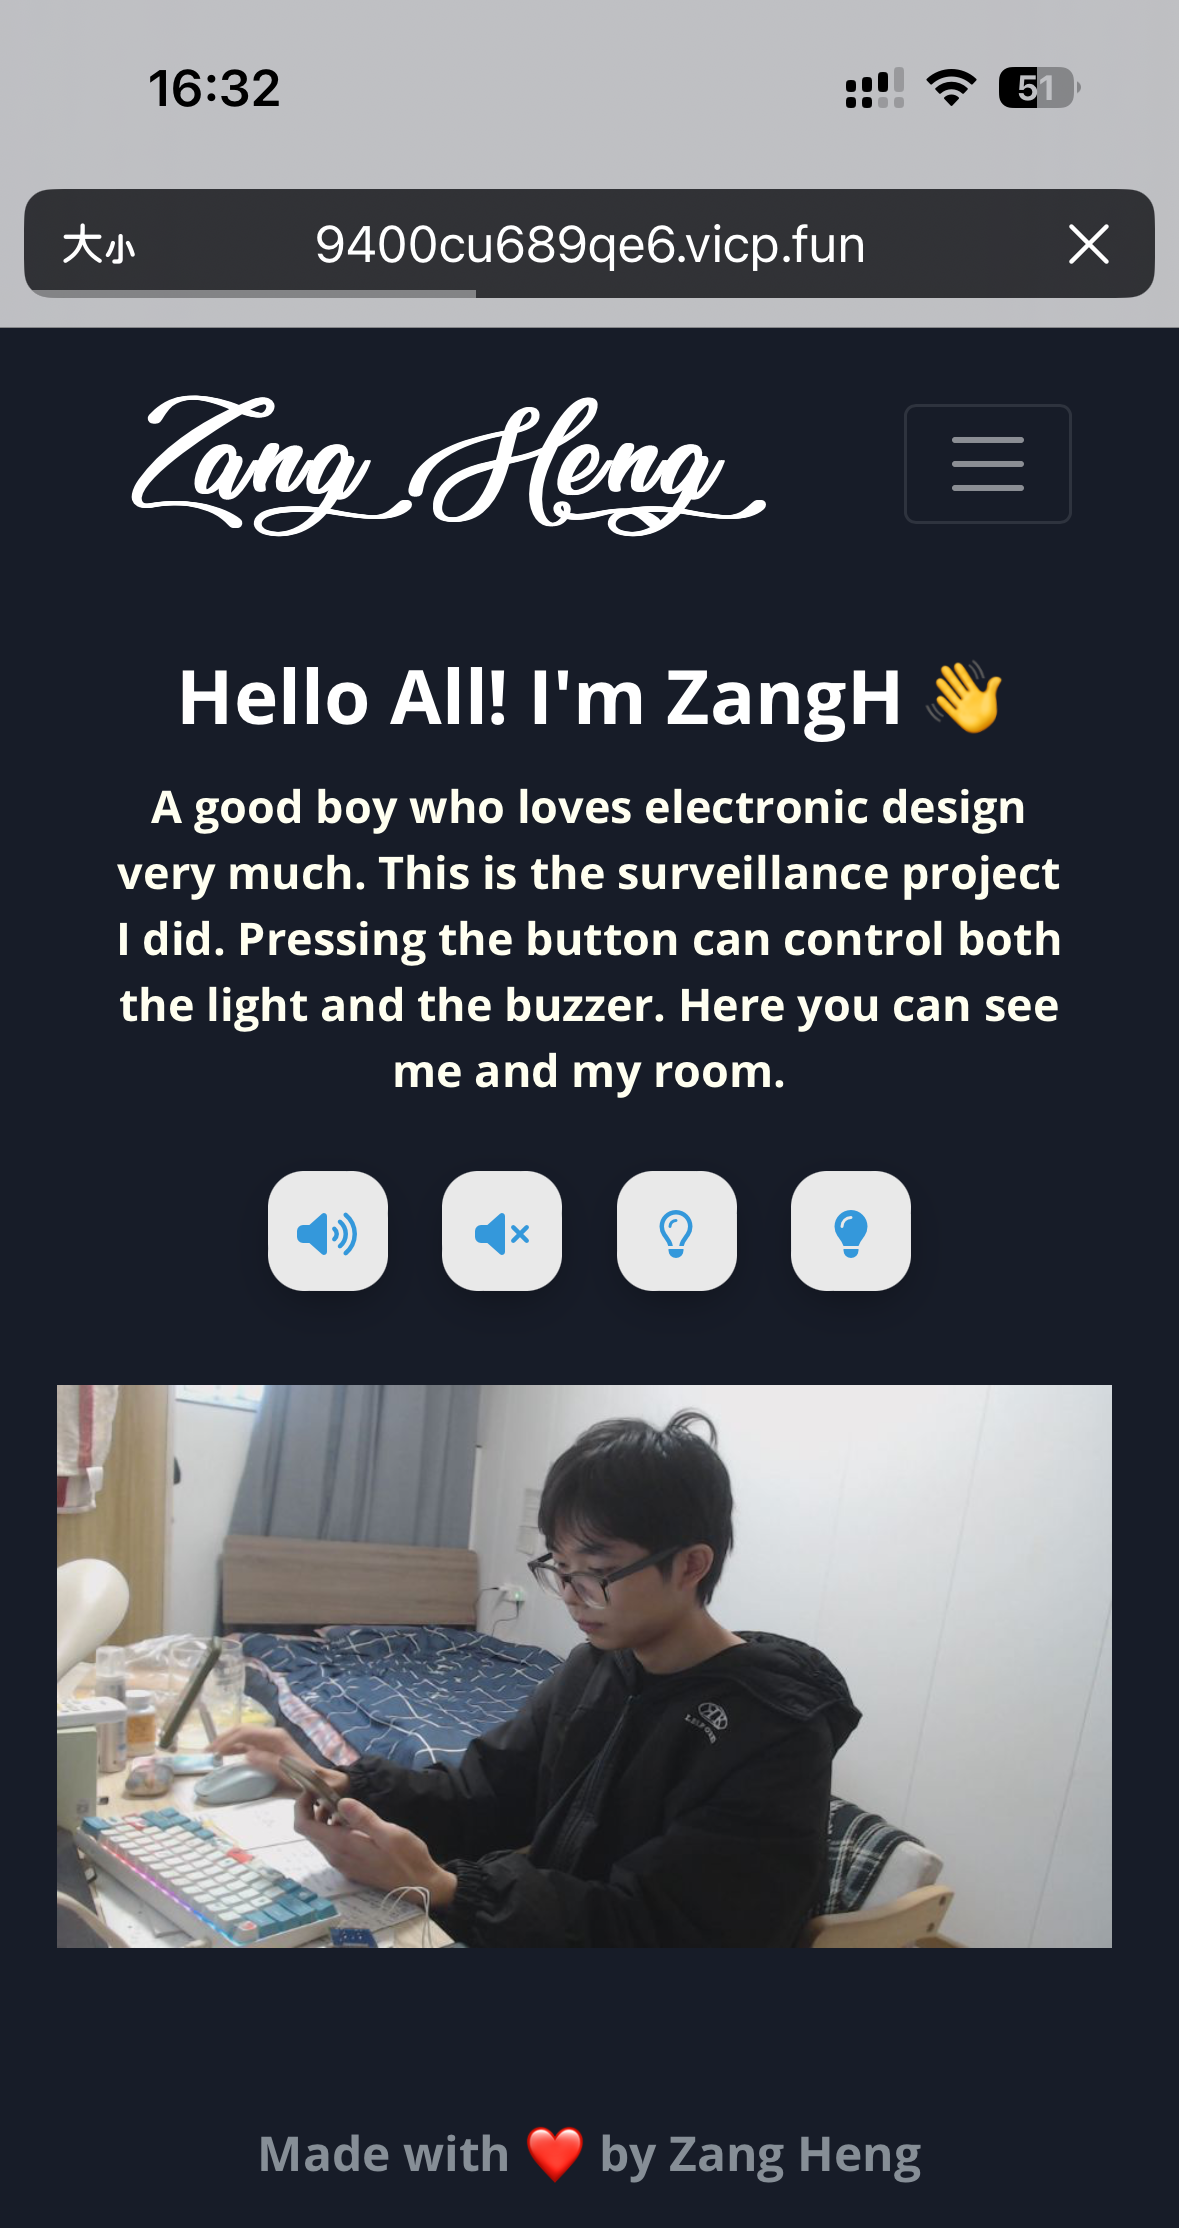 16:32
51
大小 9400cu689qe6.vicp.fun
Zang Heng
Hello All! I'm ZangH 👋
A good boy who loves electronic design
very much. This is the surveillance project
I did. Pressing the button can control both
the light and the buzzer. Here you can see
me and my room.
Made with ❤️ by Zang Heng